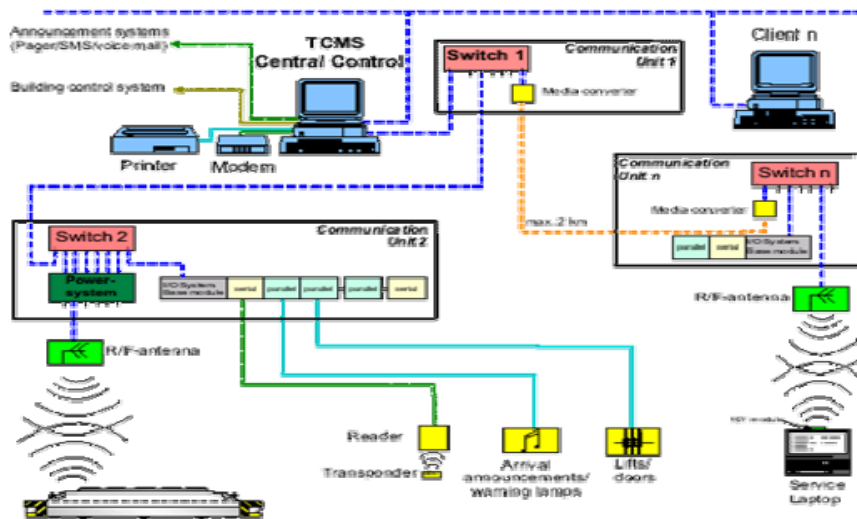 Announcement systems
(Pager/SMS/voice-mail)
Building control system
TCMS
Central Control
Printer
Modem
Switch 1
Communication
Unit 1
Media-converter
Client n
Communication
Unit n
Switch n
Media-converter
max. 2 km
parallel
serial
I/O System
Base module
R/F-antenna
Communication
Unit 2
Switch 2
Power-
system
I/O System
Base module
serial
parallel
parallel
parallel
serial
R/F-antenna
Reader
Transponder
Arrival
announcements/
warning lamps
Lifts/
doors
Service
Laptop